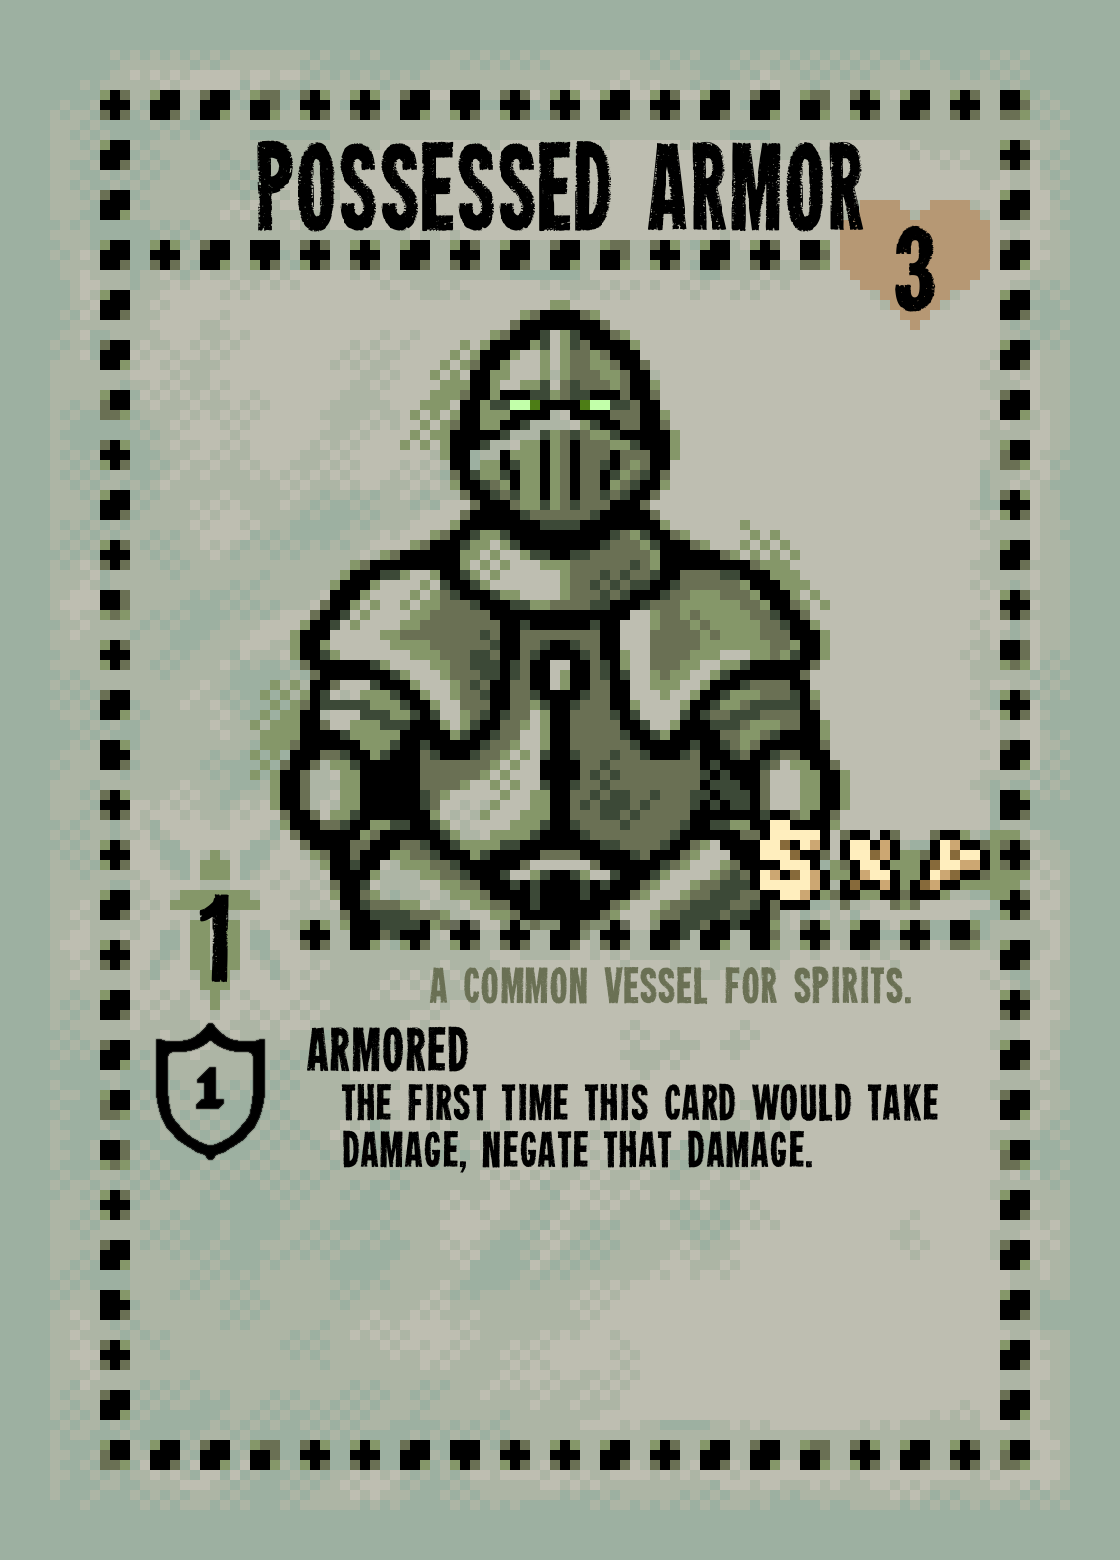 POSSESSED ARMOR
3
5 X
1
A COMMON VESSEL FOR SPIRITS.
1
ARMORED
THE FIRST TIME THIS CARD WOULD TAKE
DAMAGE, NEGATE THAT DAMAGE.